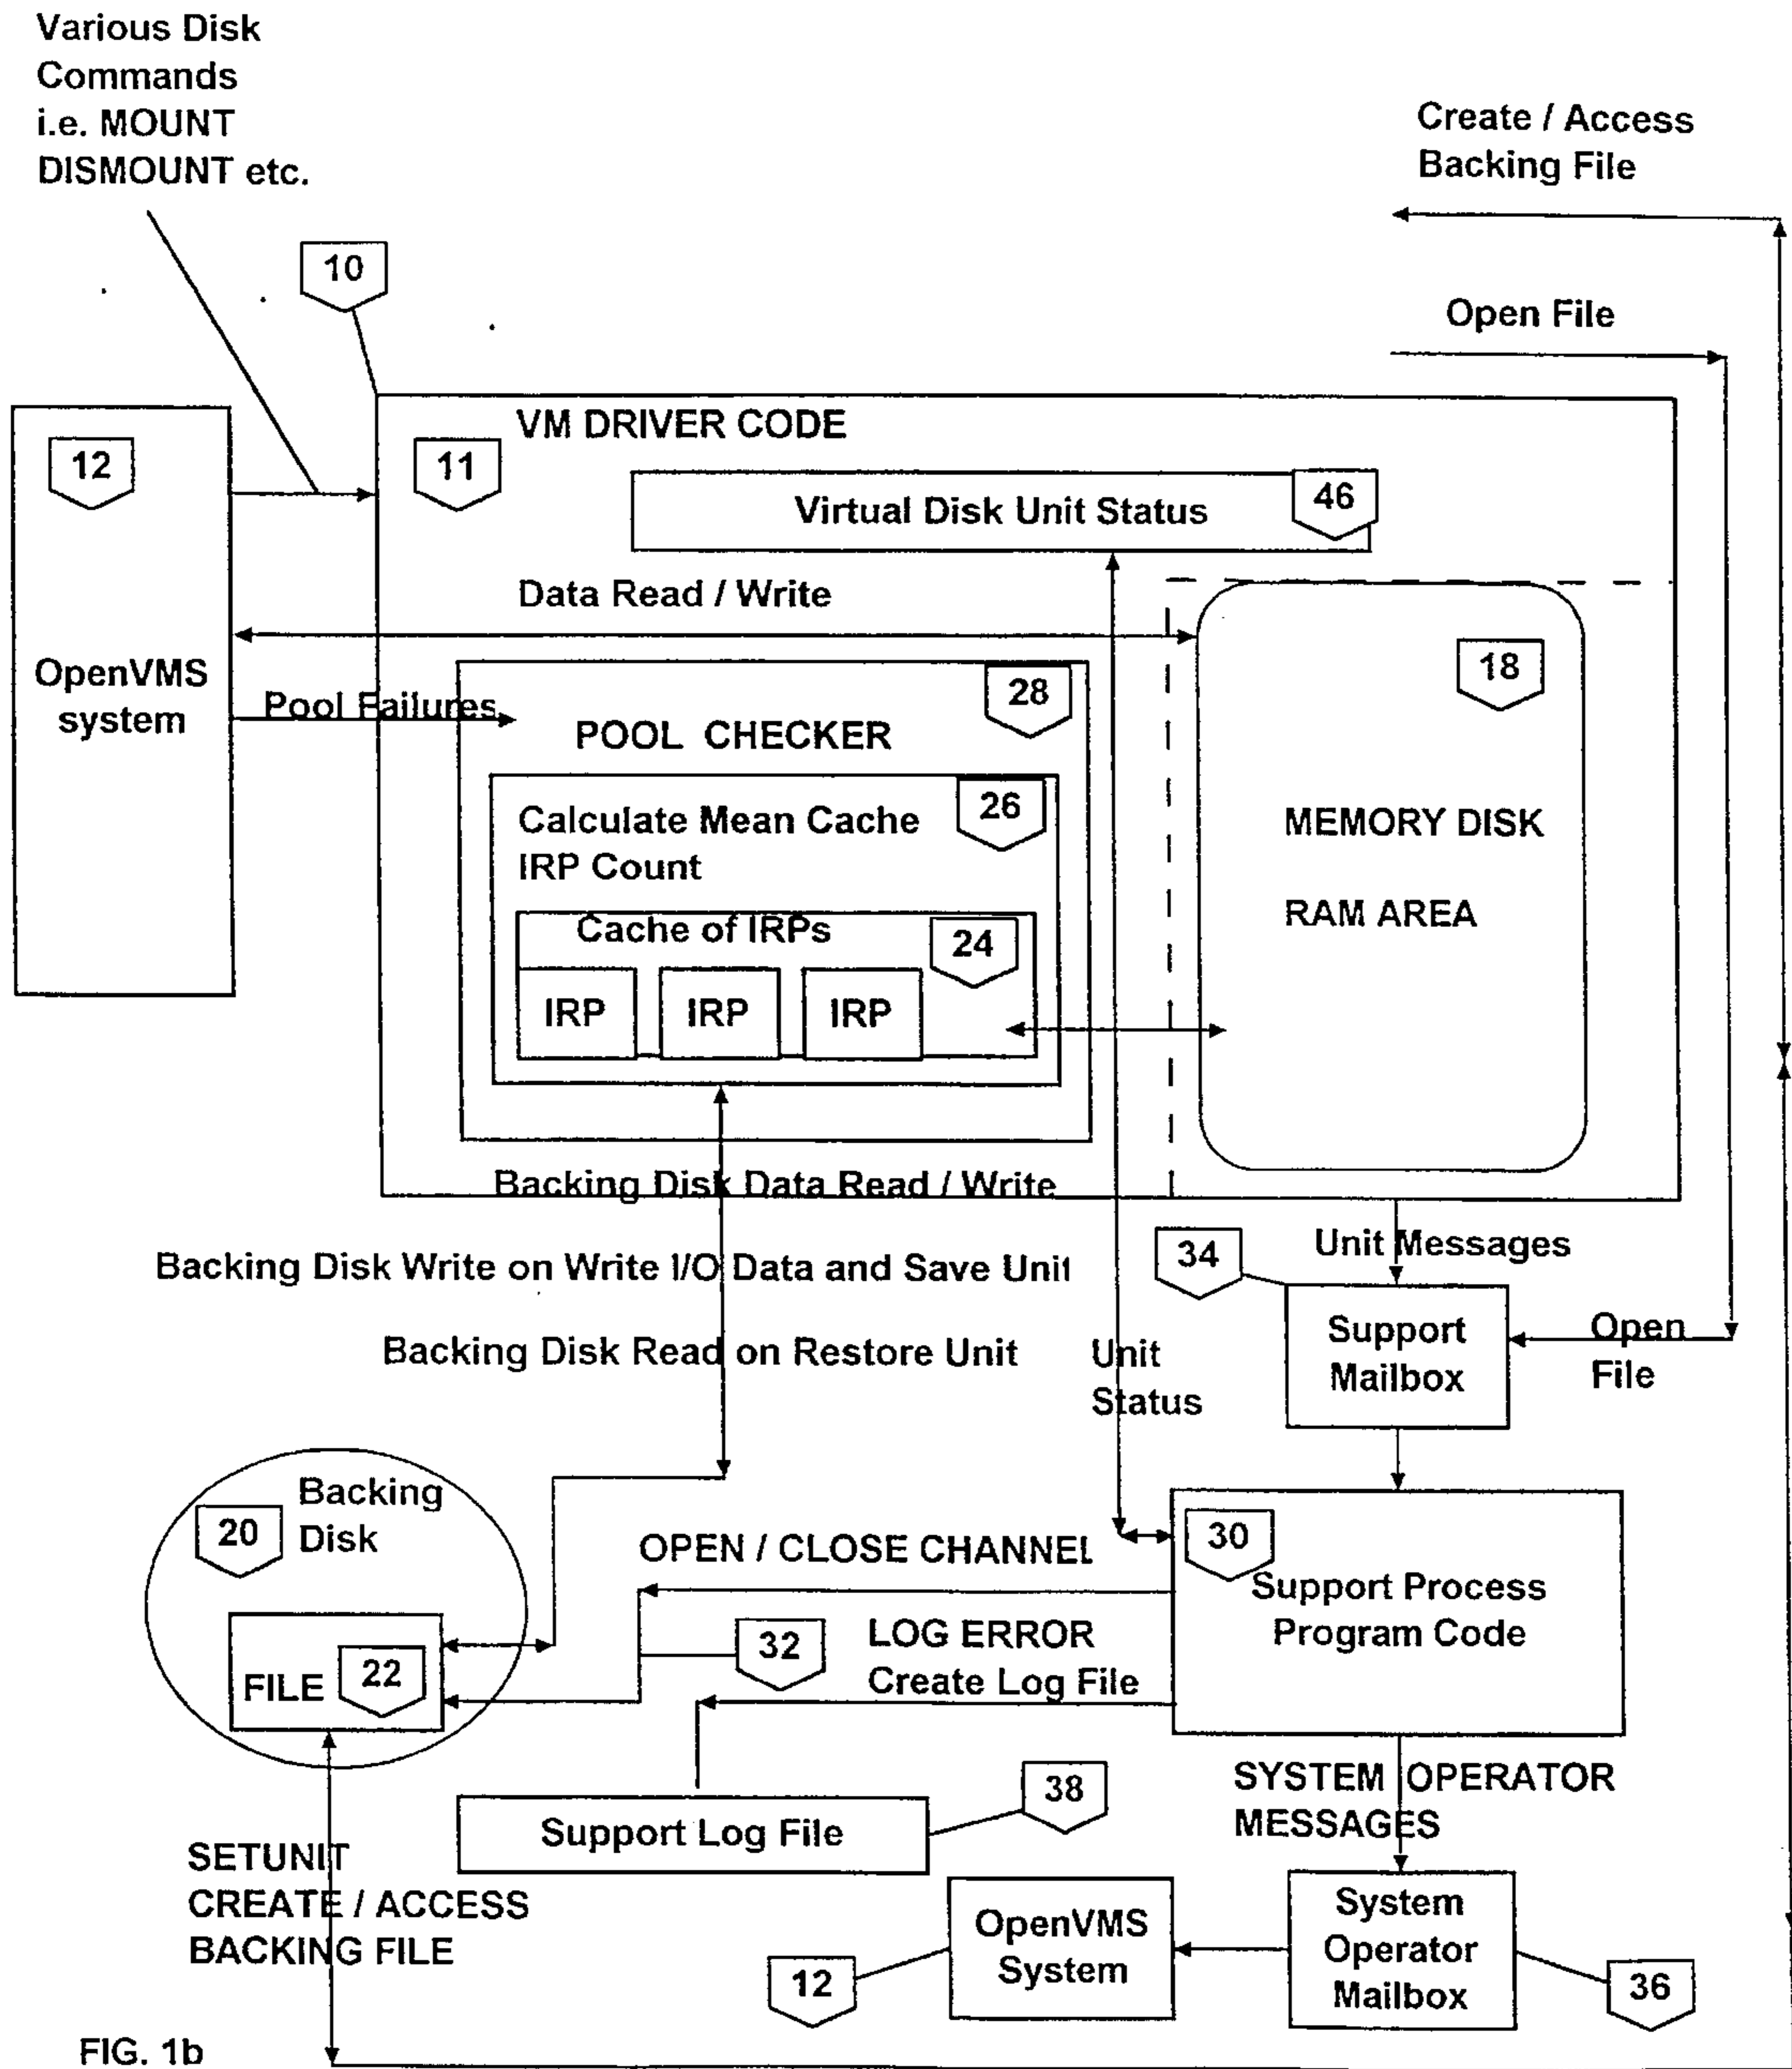 Various Disk
Commands
i.e. MOUNT
DISMOUNT etc.
Create / Access
Backing File
10
Open File
VM DRIVER CODE
12
11
Virtual Disk Unit Status
46
Data Read / Write
OpenVMS
system
Pool Failures
28
18
POOL CHECKER
Calculate Mean Cache
IRP Count
26
MEMORY DISK
RAM AREA
Cache of IRPs
24
IRP
IRP
IRP
Backing Disk Data Read / Write
Backing Disk Write on Write I/O Data and Save Unit
34
Unit Messages
Backing Disk Read on Restore Unit
Unit
Status
Support
Mailbox
Open
File
Backing
Disk
20
OPEN / CLOSE CHANNEL
30
Support Process
Program Code
32
LOG ERROR
Create Log File
FILE
22
38
Support Log File
SYSTEM OPERATOR
MESSAGES
SETUNIT
CREATE / ACCESS
BACKING FILE
OpenVMS
System
System
Operator
Mailbox
12
36
FIG. 1b